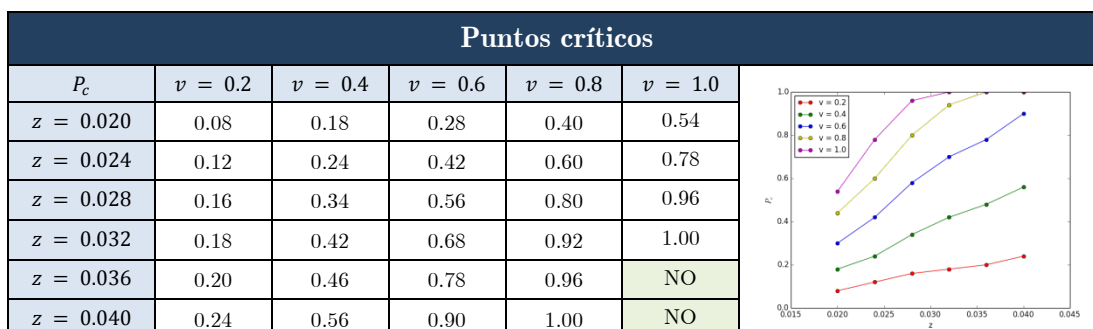 Puntos críticos
P_c v = 0.2 v = 0.4 v = 0.6 v = 0.8 v = 1.0
z = 0.020 0.08 0.18 0.28 0.40 0.54
z = 0.024 0.12 0.24 0.42 0.60 0.78
z = 0.028 0.16 0.34 0.56 0.80 0.96
z = 0.032 0.18 0.42 0.68 0.92 1.00
z = 0.036 0.20 0.46 0.78 0.96 NO
z = 0.040 0.24 0.56 0.90 1.00 NO
1.0
0.8
0.6
0.4
0.2
0.0
P_c
v = 0.2
v = 0.4
v = 0.6
v = 0.8
v = 1.0
0.015 0.020 0.025 0.030 0.035 0.040 0.045
z